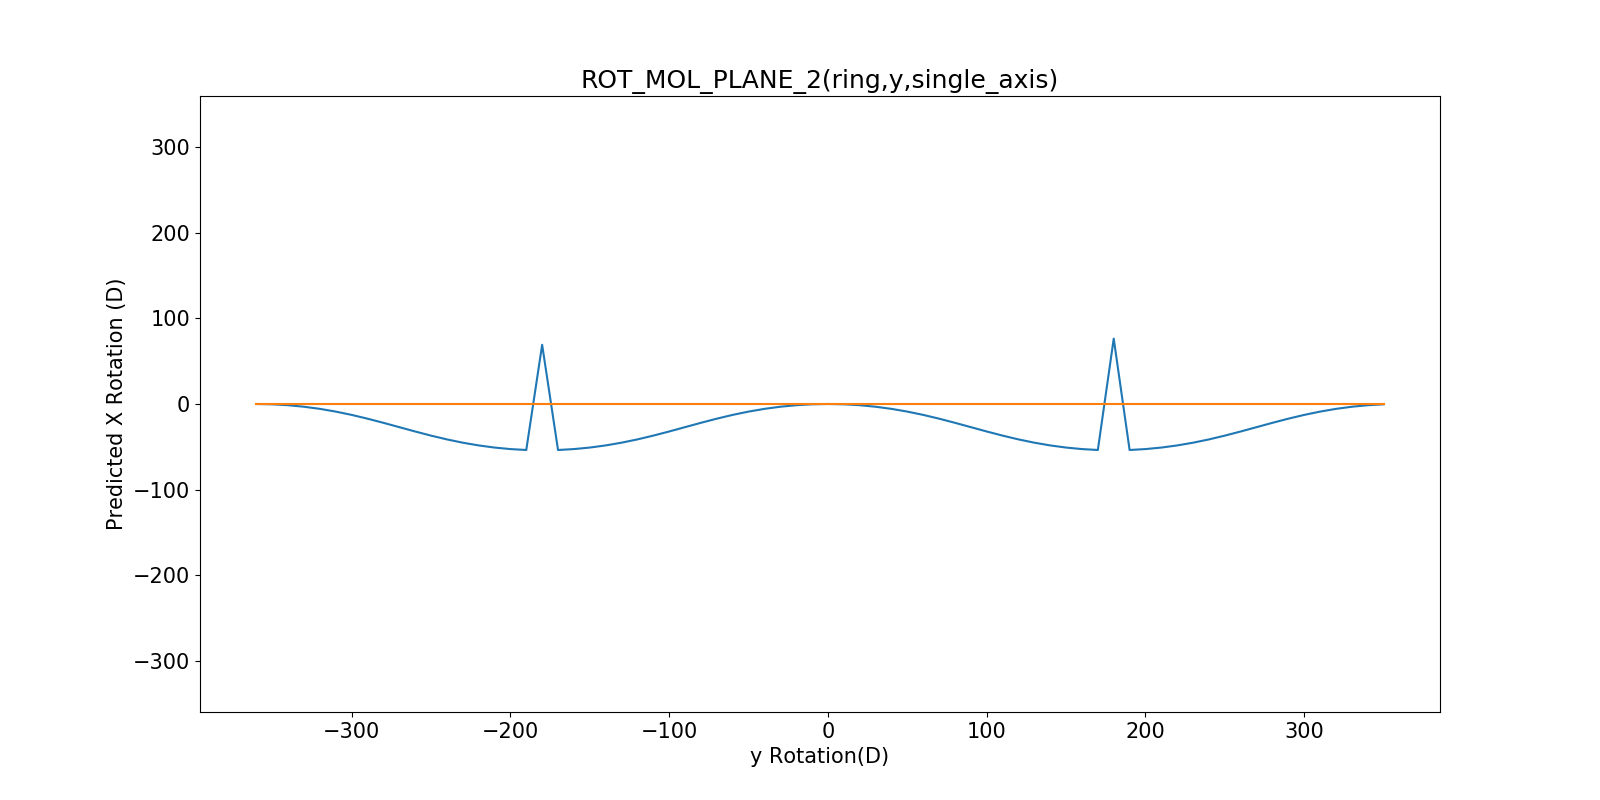 ROT_MOL_PLANE_2(ring,y,single_axis)
300
200
100
0
−100
−200
−300
Predicted X Rotation (D)
−300 −200 −100 0 100 200 300
y Rotation(D)